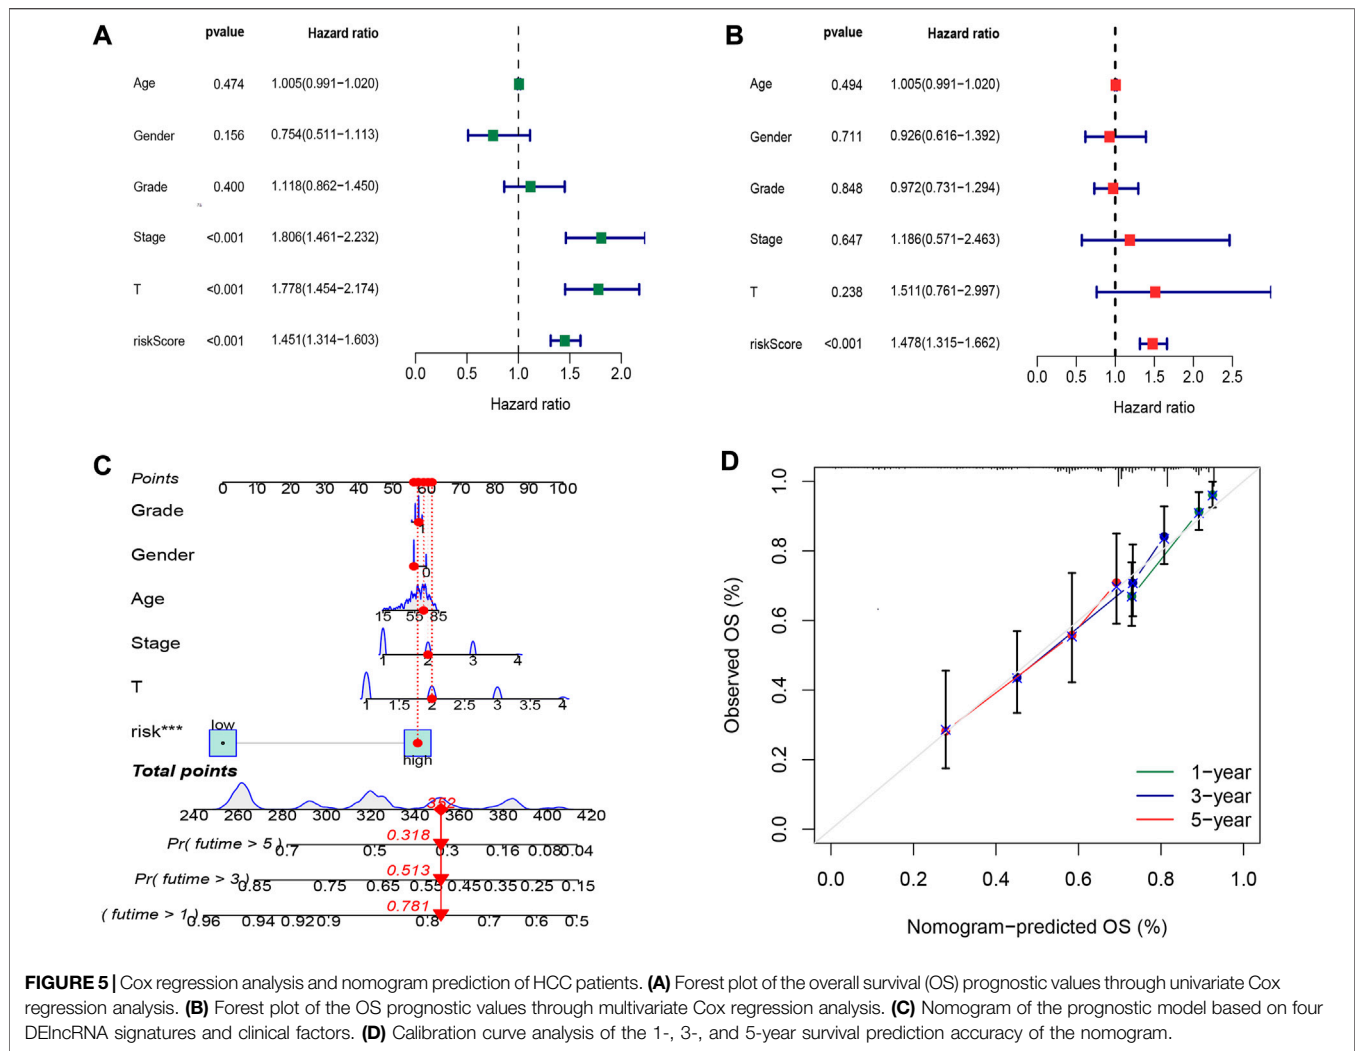 A
pvalue Hazard ratio
Age 0.474 1.005(0.991−1.020)
Gender 0.156 0.754(0.511−1.113)
Grade 0.400 1.118(0.862−1.450)
Stage <0.001 1.806(1.461−2.232)
T <0.001 1.778(1.454−2.174)
riskScore <0.001 1.451(1.314−1.603)
0.0 0.5 1.0 1.5 2.0
Hazard ratio
B
pvalue Hazard ratio
Age 0.494 1.005(0.991−1.020)
Gender 0.711 0.926(0.616−1.392)
Grade 0.848 0.972(0.731−1.294)
Stage 0.647 1.186(0.571−2.463)
T 0.238 1.511(0.761−2.997)
riskScore <0.001 1.478(1.315−1.662)
0.0 0.5 1.0 1.5 2.0 2.5
Hazard ratio
C
Points
0 10 20 30 40 50 60 70 80 90 100
Grade
1
Gender
0
Age
15 55 85
Stage
1 2 3 4
T
1 1.5 2 2.5 3 3.5 4
risk***
low
high
Total points
352
240 260 280 300 320 340 360 380 400 420
0.318
Pr( futime > 5 )
0.7 0.5 0.3 0.16 0.08 0.04
0.513
Pr( futime > 3 )
0.85 0.75 0.65 0.55 0.45 0.35 0.25 0.15
0.781
( futime > 1 )
0.96 0.94 0.92 0.9 0.8 0.7 0.6 0.5
D
Observed OS (%)
0.0 0.2 0.4 0.6 0.8 1.0
1−year
3−year
5−year
0.0 0.2 0.4 0.6 0.8 1.0
Nomogram−predicted OS (%)
FIGURE 5 | Cox regression analysis and nomogram prediction of HCC patients. (A) Forest plot of the overall survival (OS) prognostic values through univariate Cox
regression analysis. (B) Forest plot of the OS prognostic values through multivariate Cox regression analysis. (C) Nomogram of the prognostic model based on four
DElncRNA signatures and clinical factors. (D) Calibration curve analysis of the 1-, 3-, and 5-year survival prediction accuracy of the nomogram.